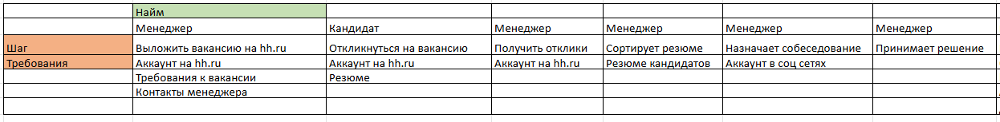 Найм
Менеджер Кандидат Менеджер Менеджер Менеджер Менеджер
Шаг Выложить вакансию на hh.ru Откликнуться на вакансию Получить отклики Сортирует резюме Назначает собеседование Принимает решение
Требования Аккаунт на hh.ru Аккаунт на hh.ru Аккаунт на hh.ru Резюме кандидатов Аккаунт в соц сетях
Требования к вакансии Резюме
Контакты менеджера